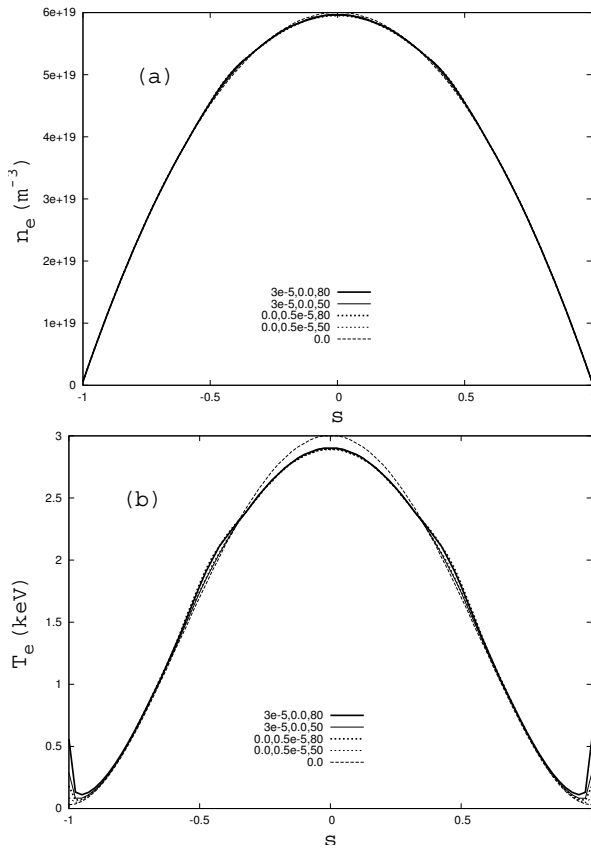 6e+19
5e+19
4e+19
3e+19
2e+19
1e+19
0
n_e (m^-3)
(a)
3e-5,0.0,80
3e-5,0.0,50
0.0,0.5e-5,80
0.0,0.5e-5,50
0.0
-1 -0.5 0 0.5
S
3
2.5
2
1.5
1
0.5
0
T_e (keV)
(b)
3e-5,0.0,80
3e-5,0.0,50
0.0,0.5e-5,80
0.0,0.5e-5,50
0.0
-1 -0.5 0 0.5
S